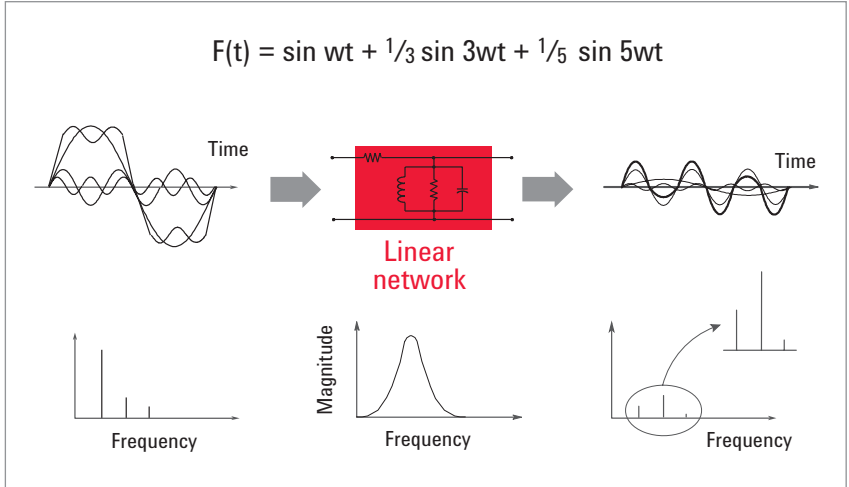 F(t) = sin wt + 1/3 sin 3wt + 1/5 sin 5wt
Time
Time
Linear
network
Magnitude
Frequency
Frequency
Frequency